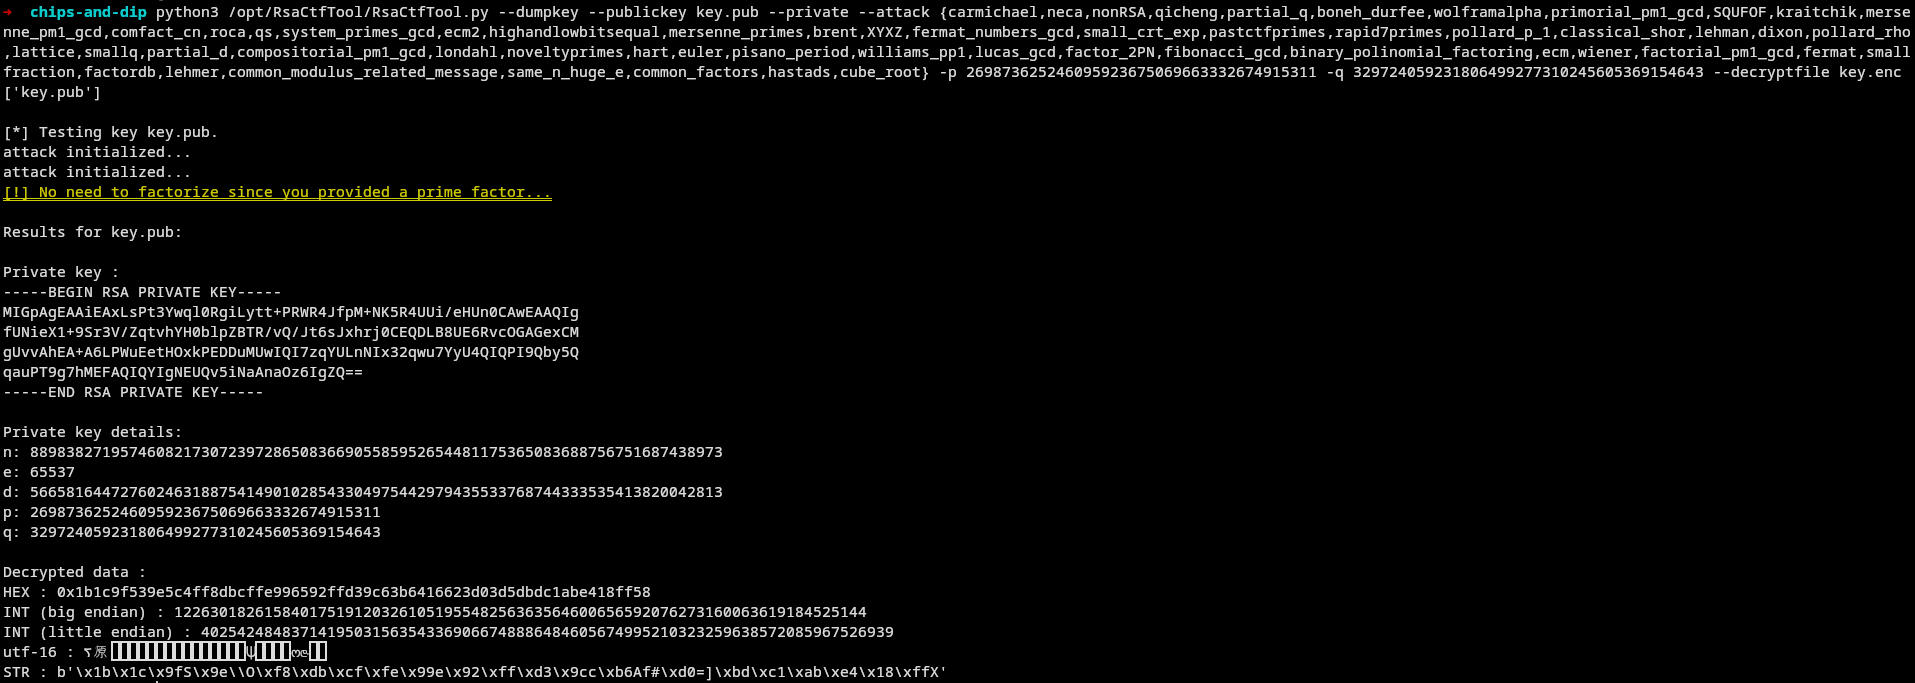 →  chips-and-dip python3 /opt/RsaCtfTool/RsaCtfTool.py --dumpkey --publickey key.pub --private --attack {carmichael,neca,nonRSA,qicheng,partial_q,boneh_durfee,wolframalpha,primorial_pm1_gcd,SQUFOF,kraitchik,merse
nne_pm1_gcd,comfact_cn,roca,qs,system_primes_gcd,ecm2,highandlowbitsequal,mersenne_primes,brent,XYXZ,fermat_numbers_gcd,small_crt_exp,pastctfprimes,rapid7primes,pollard_p_1,classical_shor,lehman,dixon,pollard_rho
,lattice,smallq,partial_d,compositorial_pm1_gcd,londahl,noveltyprimes,hart,euler,pisano_period,williams_pp1,lucas_gcd,factor_2PN,fibonacci_gcd,binary_polinomial_factoring,ecm,wiener,factorial_pm1_gcd,fermat,small
fraction,factordb,lehmer,common_modulus_related_message,same_n_huge_e,common_factors,hastads,cube_root} -p 269873625246095923675069663332674915311 -q 329724059231806499277310245605369154643 --decryptfile key.enc
['key.pub']
[*] Testing key key.pub.
attack initialized...
attack initialized...
[!] No need to factorize since you provided a prime factor...
Results for key.pub:
Private key :
-----BEGIN RSA PRIVATE KEY-----
MIGpAgEAAiEAxLsPt3Ywql0RgiLytt+PRWR4JfpM+NK5R4UUi/eHUn0CAwEAAQIg
fUNieX1+9Sr3V/ZqtvhYH0blpZBTR/vQ/Jt6sJxhrj0CEQDLB8UE6RvcOGAGexCM
gUvvAhEA+A6LPWuEetHOxkPEDDuMUwIQI7zqYULnNIx32qwu7YyU4QIQPI9Qby5Q
qauPT9g7hMEFAQIQYIgNEUQv5iNaAnaOz6IgZQ==
-----END RSA PRIVATE KEY-----
Private key details:
n: 88983827195746082173072397286508366905585952654481175365083688756751687438973
e: 65537
d: 56658164472760246318875414901028543304975442979435533768744333535413820042813
p: 269873625246095923675069663332674915311
q: 329724059231806499277310245605369154643
Decrypted data :
HEX : 0x1b1c9f539e5c4ff8dbcffe996592ffd39c63b6416623d03d5dbdc1abe418ff58
INT (big endian) : 12263018261584017519120326105195548256363564600656592076273160063619184525144
INT (little endian) : 40254248483714195031563543369066748886484605674995210323259638572085967526939
utf-16 :
STR : b'\x1b\x1c\x9fS\x9e\\O\xf8\xdb\xcf\xfe\x99e\x92\xff\xd3\x9cc\xb6Af#\xd0=]\xbd\xc1\xab\xe4\x18\xffX'